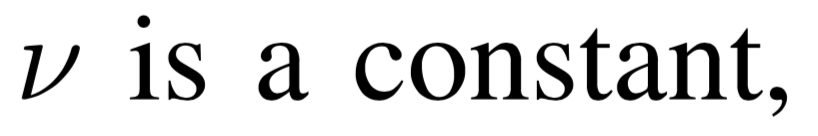 ν is a constant,